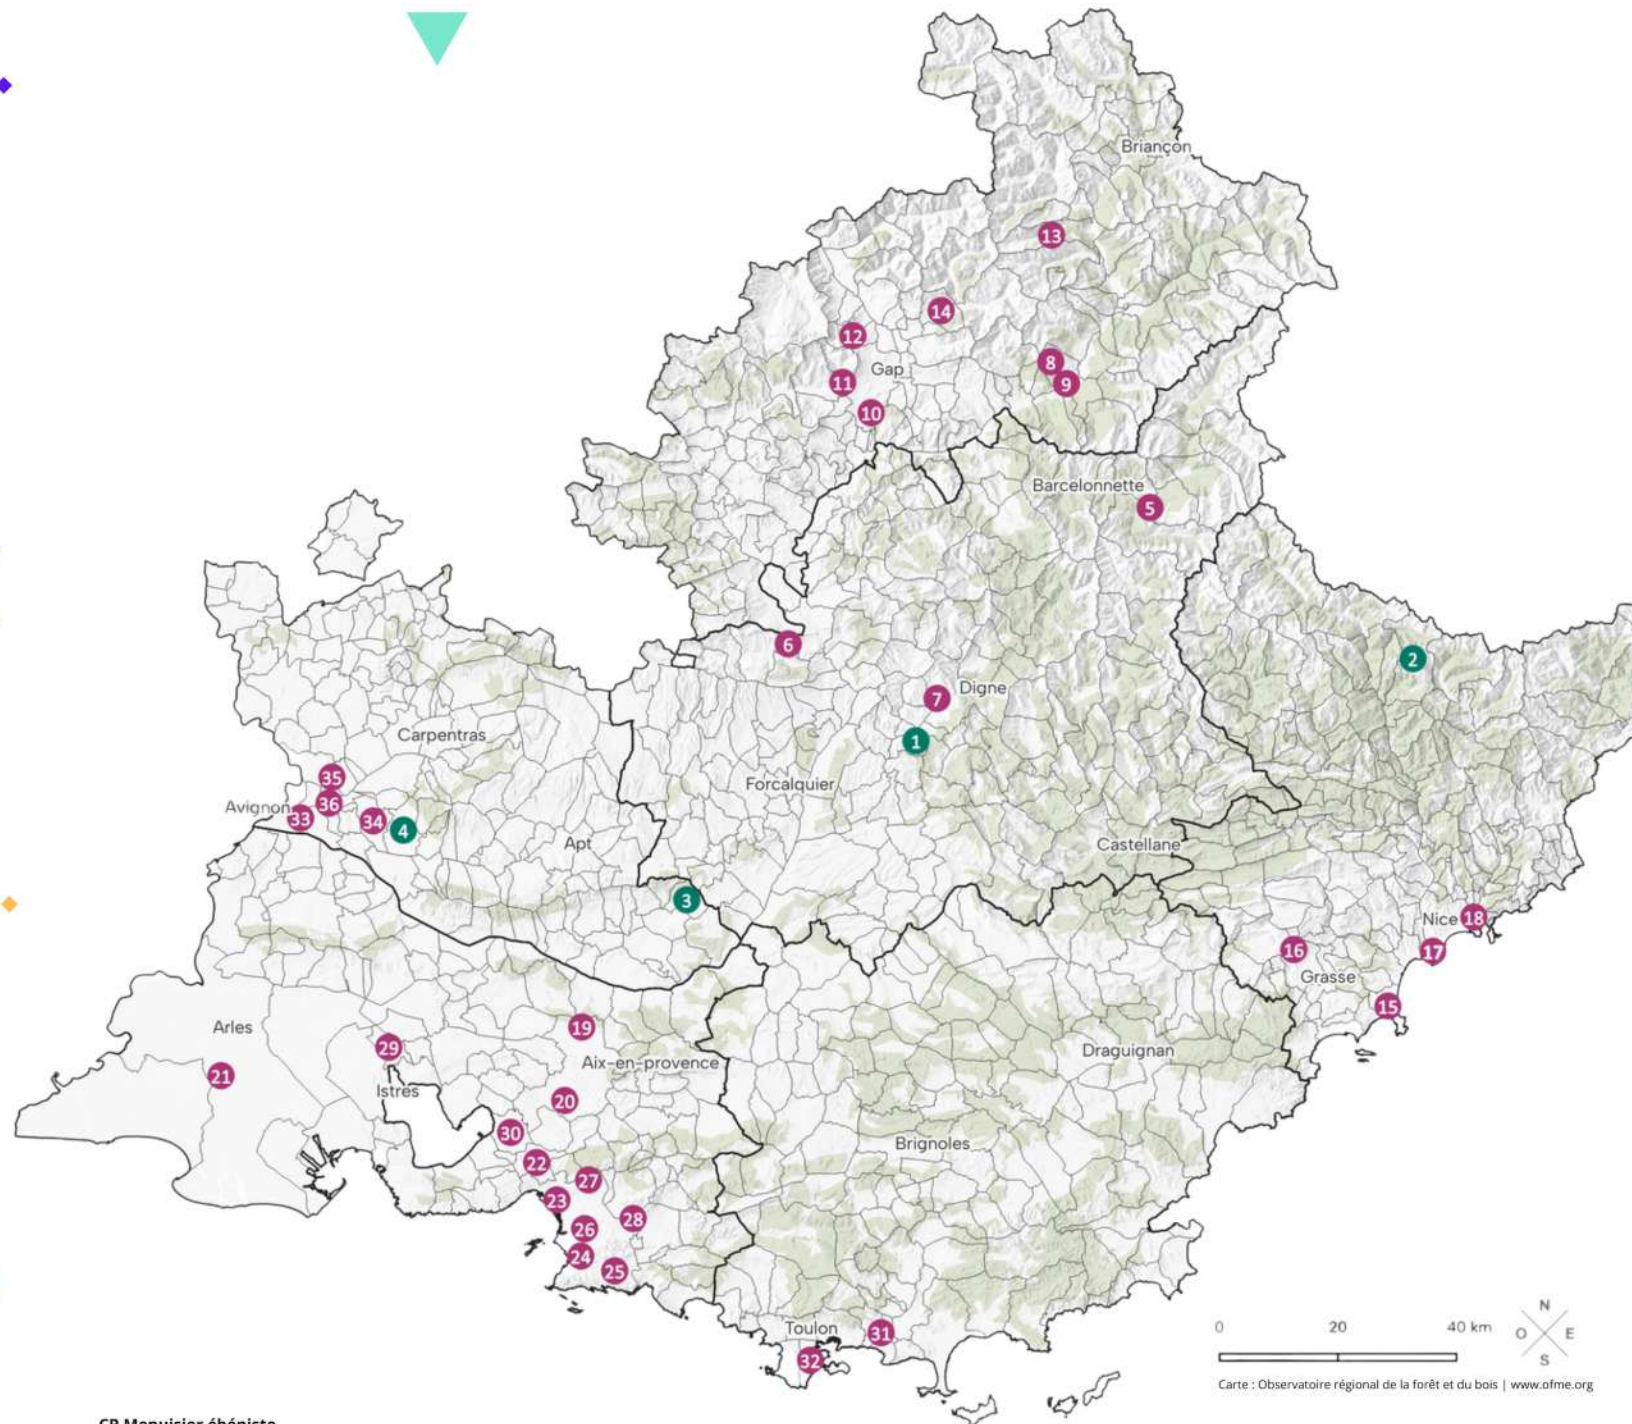 Briançon
13
14
12
8
Gap
11
9
10
Barcelonnette
5
6
2
Digne
7
Carpentras
1
35
Forcalquier
36
Avignon
33
34
4
Apt
Castellane
3
Nice
18
16
17
Grasse
15
Arles
19
29
Draguignan
Aix-en-provence
21
Istres
20
30
Brignoles
22
27
23
28
26
24
25
Toulon
31
32
0
20
40 km
N
O
E
S
Carte : Observatoire régional de la forêt et du bois | www.ofme.org
CP Menuisier ébéniste